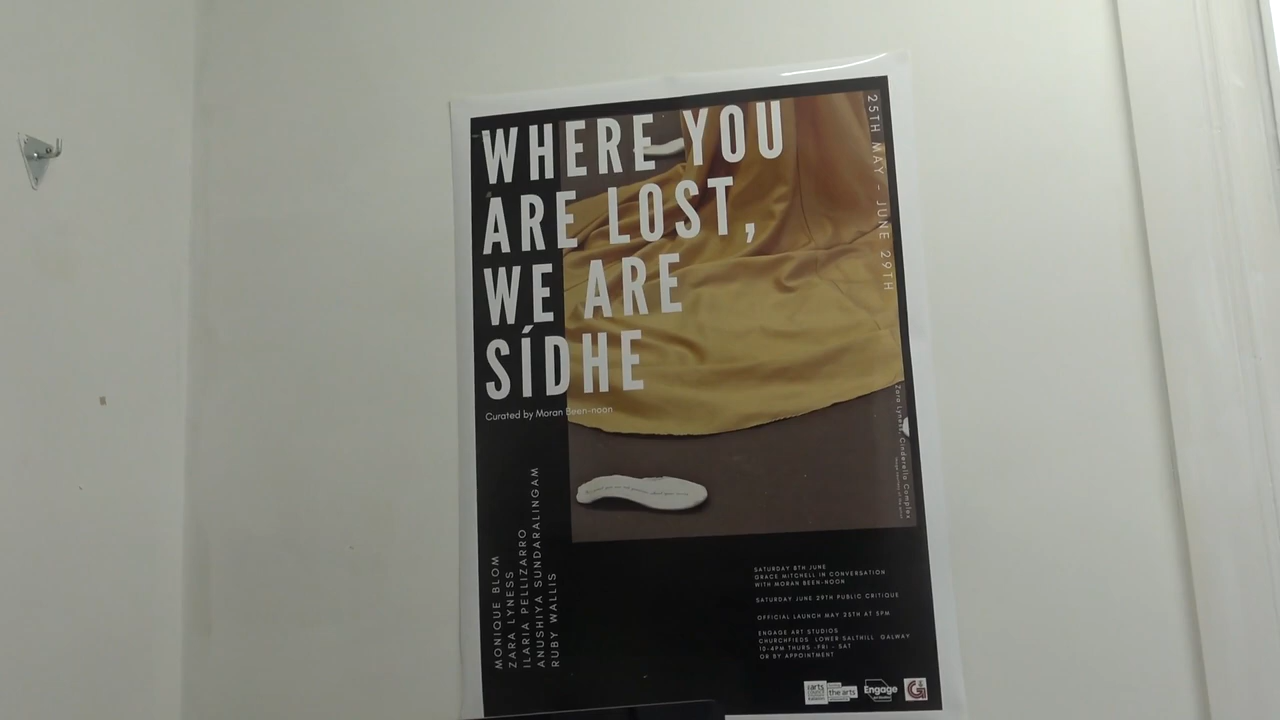 WHERE YOU
ARE LOST,
WE ARE
SÍDHE
Curated by Moran Been-noon
25TH MAY - JUNE 29TH
Zara Lyness, Cinderella Complex
MONIQUE BLOM
ZARA LYNESS
ILARIA PELLIZARRO
ANUSHIYA SUNDARALINGAM
RUBY WALLIS
SATURDAY 8TH JUNE
GRACE MITCHELL IN CONVERSATION
WITH MORAN BEEN-NOON
SATURDAY JUNE 29TH PUBLIC CRITIQUE
OFFICIAL LAUNCH MAY 25TH AT 5PM
ENGAGE ART STUDIOS
CHURCHFIEDS LOWER SALTHILL GALWAY
10-4PM THURS -FRI - SAT
OR BY APPOINTMENT
arts
the arts
Engage